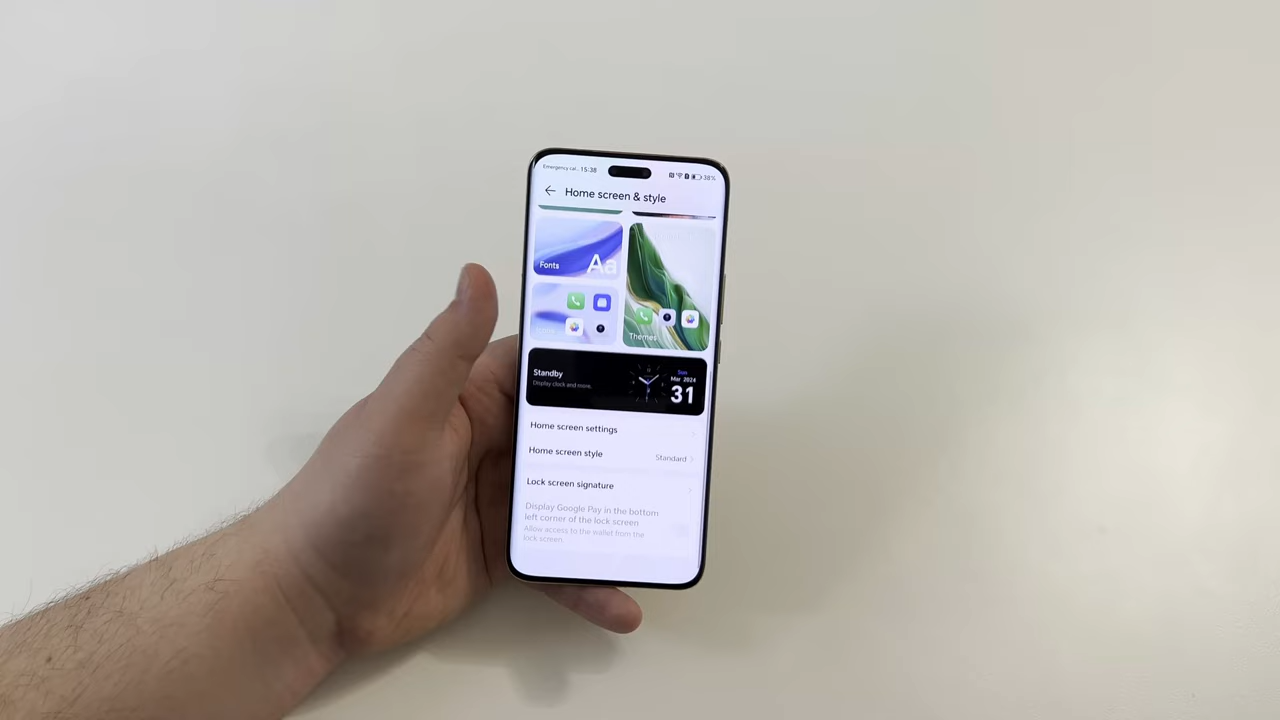 Emergency cal... 15:38
38%
Home screen & style
Fonts
Aa
Themes
Standby
Display clock and more.
Sun
Mar 2024
31
Home screen settings
Home screen style
Standard
Lock screen signature
Display Google Pay in the bottom
left corner of the lock screen
Allow access to the wallet from the
lock screen.